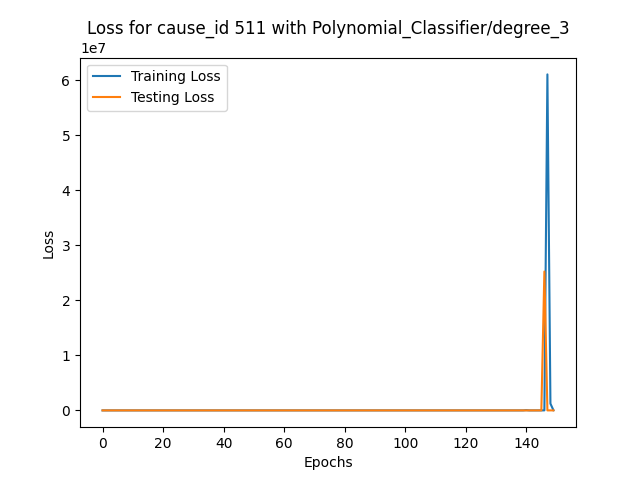 Loss for cause_id 511 with Polynomial_Classifier/degree_3
1e7
Training Loss
Testing Loss
6
5
4
3
2
1
0
Loss
0 20 40 60 80 100 120 140
Epochs